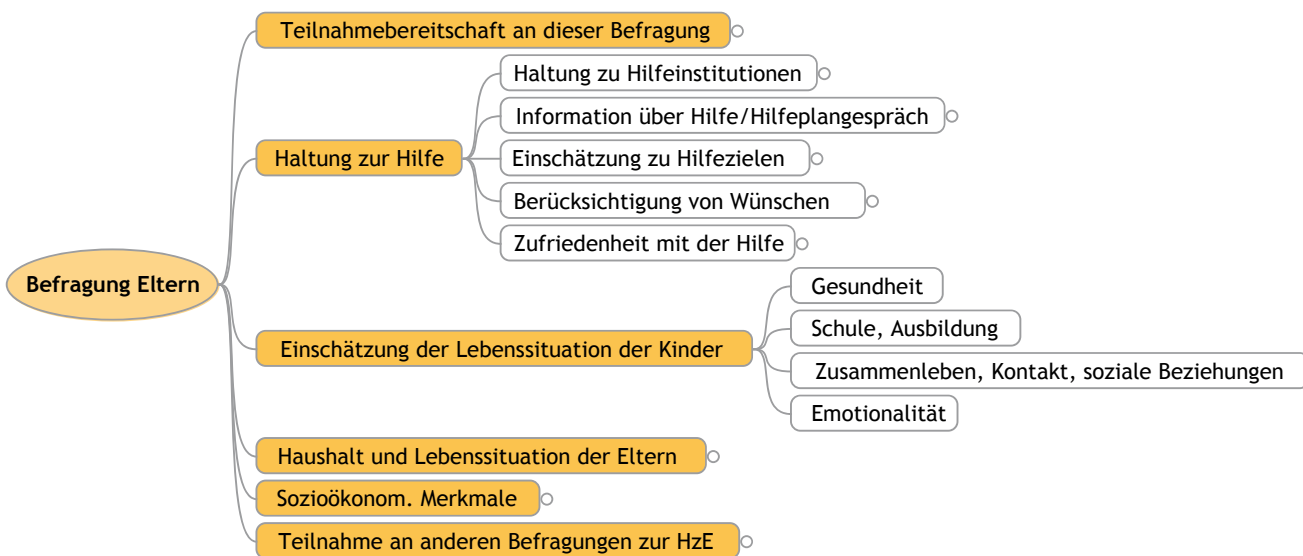 Teilnahmebereitschaft an dieser Befragung
Haltung zu Hilfeinstitutionen
Information über Hilfe/Hilfeplangespräch
Haltung zur Hilfe
Einschätzung zu Hilfezielen
Berücksichtigung von Wünschen
Zufriedenheit mit der Hilfe
Befragung Eltern
Gesundheit
Schule, Ausbildung
Einschätzung der Lebenssituation der Kinder
Zusammenleben, Kontakt, soziale Beziehungen
Emotionalität
Haushalt und Lebenssituation der Eltern
Sozioökonom. Merkmale
Teilnahme an anderen Befragungen zur HzE